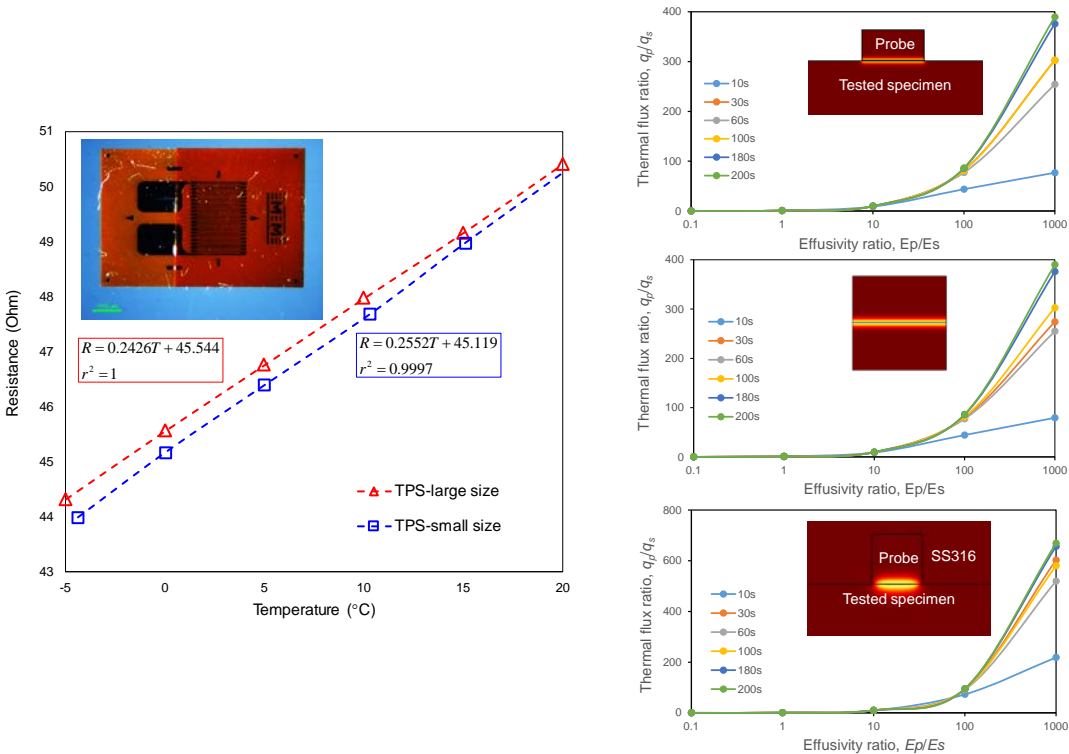 51
50
49
48
47
46
45
44
43
-5
0
5
10
15
20
Resistance (Ohm)
Temperature (°C)
R = 0.2426T + 45.544
r² = 1
R = 0.2552T + 45.119
r² = 0.9997
TPS-large size
TPS-small size
400
300
200
100
0
0.1
1
10
100
1000
Thermal flux ratio, qp/qs
Effusivity ratio, Ep/Es
10s
30s
60s
100s
180s
200s
Probe
Tested specimen
400
300
200
100
0
0.1
1
10
100
1000
Thermal flux ratio, qp/qs
Effusivity ratio, Ep/Es
10s
30s
60s
100s
180s
200s
800
600
400
200
0
0.1
1
10
100
1000
Thermal flux ratio, qp/qs
Effusivity ratio, Ep/Es
10s
30s
60s
100s
180s
200s
Probe
SS316
Tested specimen